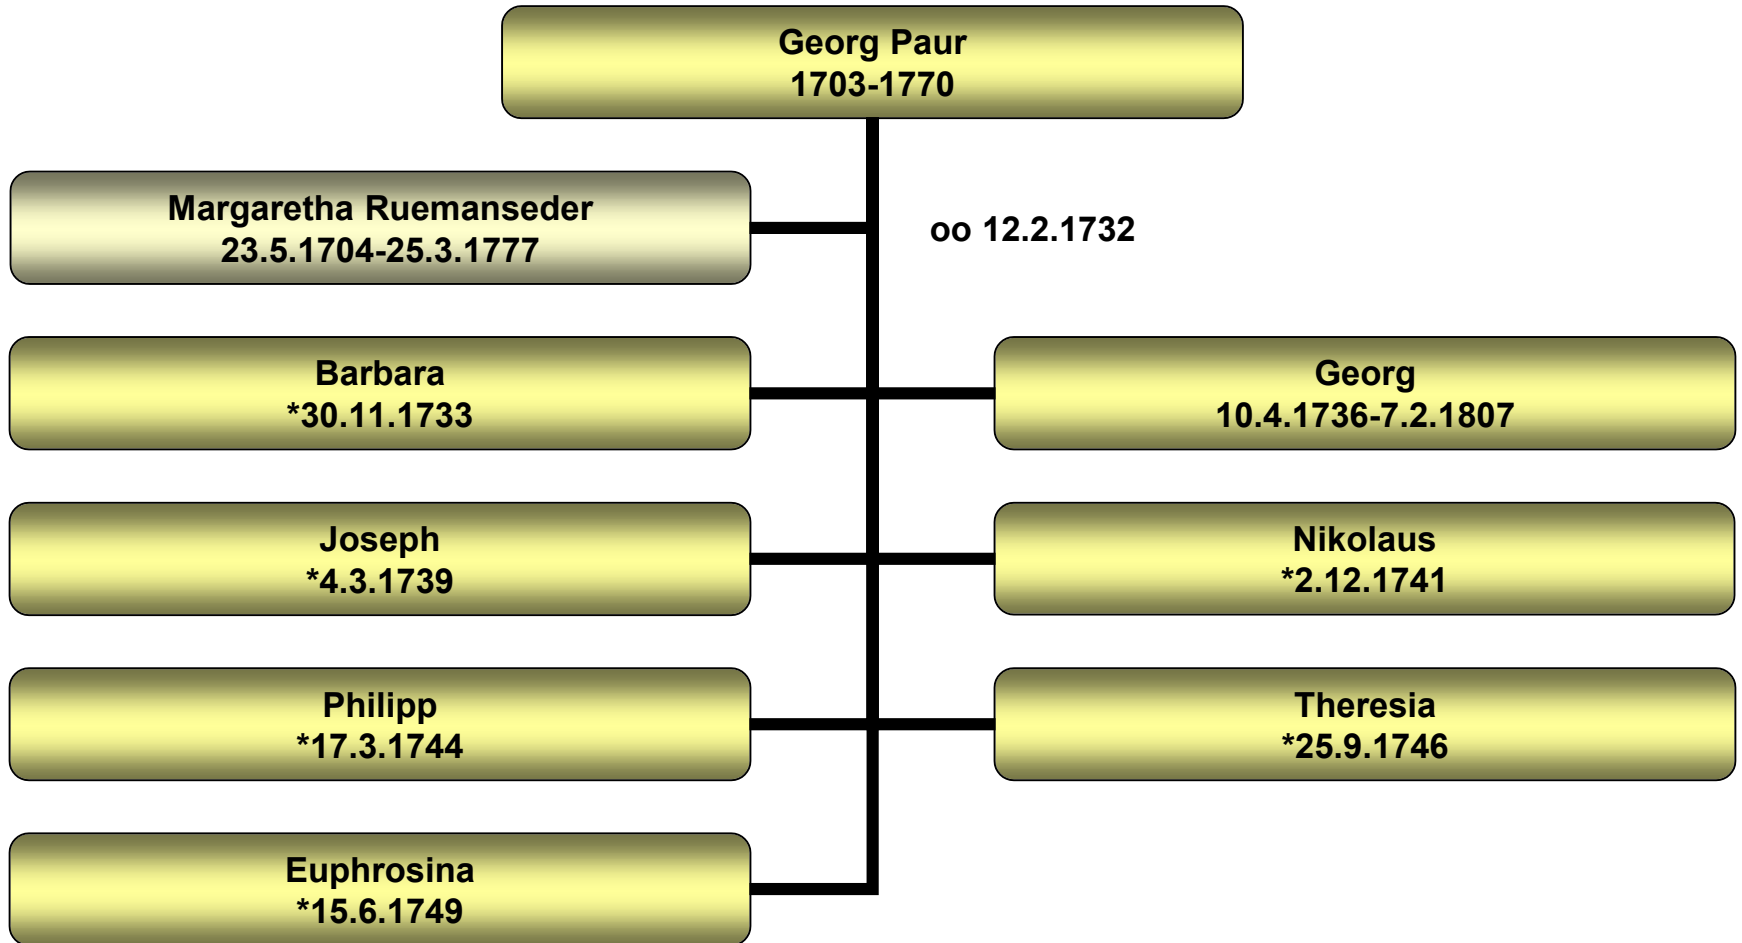 Georg Paur
1703-1770
Margaretha Ruemanseder
23.5.1704-25.3.1777
oo 12.2.1732
Barbara
*30.11.1733
Georg
10.4.1736-7.2.1807
Joseph
*4.3.1739
Nikolaus
*2.12.1741
Philipp
*17.3.1744
Theresia
*25.9.1746
Euphrosina
*15.6.1749